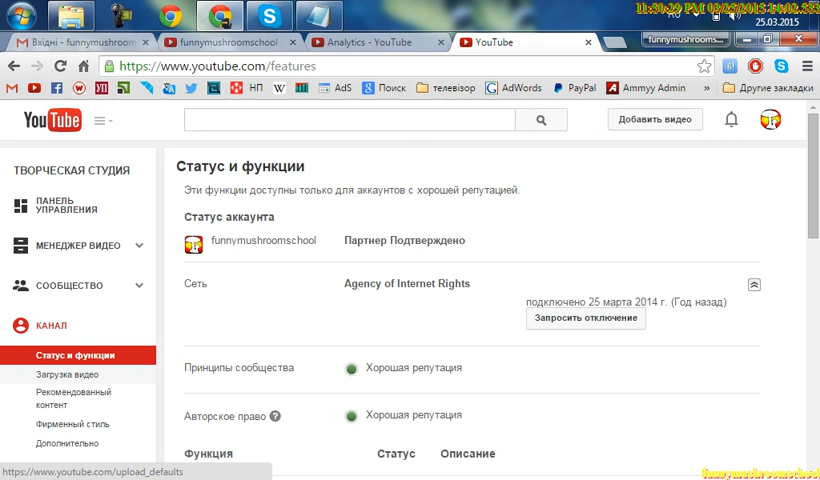 RU
25.03.2015
Вхідні - funnymushroom
funnymushroomschool
Analytics - YouTube
YouTube
funnymushrooms...
https://www.youtube.com/features
УП
НП
W
AdS
Поиск
телевізор
AdWords
PayPal
Ammyy Admin
»
Другие закладки
YouTube
Добавить видео
ТВОРЧЕСКАЯ СТУДИЯ
ПАНЕЛЬ
УПРАВЛЕНИЯ
МЕНЕДЖЕР ВИДЕО
СООБЩЕСТВО
КАНАЛ
Статус и функции
Загрузка видео
Рекомендованный
контент
Фирменный стиль
Дополнительно
Статус и функции
Эти функции доступны только для аккаунтов с хорошей репутацией.
Статус аккаунта
funnymushroomschool
Партнер Подтверждено
Сеть
Agency of Internet Rights
подключено 25 марта 2014 г. (Год назад)
Запросить отключение
Принципы сообщества
Хорошая репутация
Авторское право ?
Хорошая репутация
Функция
Статус
Описание
https://www.youtube.com/upload_defaults
funnymushroomschool